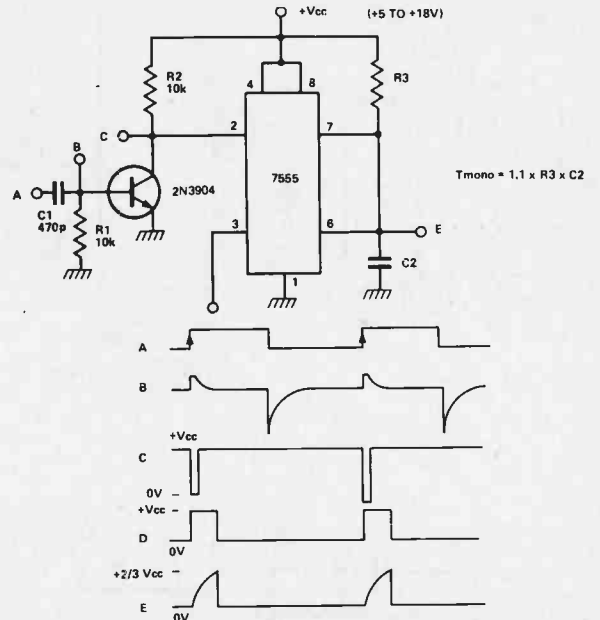 +Vcc (+5 TO +18V)
R2
10k
4
8
R3
C
2
7
B
7555
Tmono = 1.1 x R3 x C2
A
2N3904
C1
470p
R1
10k
3
6
E
C2
1
A
B
+Vcc
C
0V
+Vcc
D
0V
+2/3 Vcc
E
0V